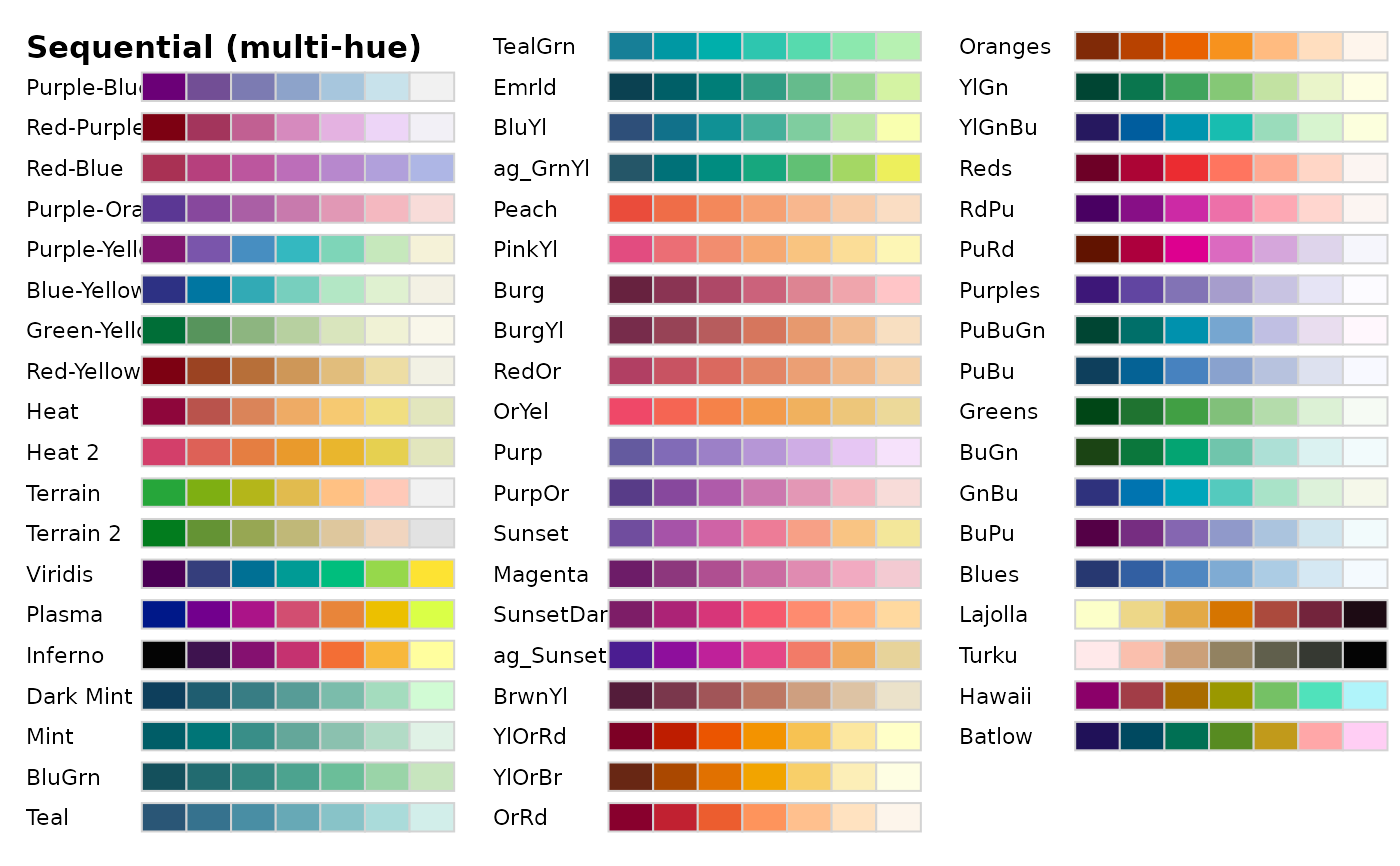 Sequential (multi-hue)
Purple-Blu
Red-Purple
Red-Blue
Purple-Ora
Purple-Yell
Blue-Yellow
Green-Yell
Red-Yellow
Heat
Heat 2
Terrain
Terrain 2
Viridis
Plasma
Inferno
Dark Mint
Mint
BluGrn
Teal
TealGrn
Emrld
BluYl
ag_GrnYl
Peach
PinkYl
Burg
BurgYl
RedOr
OrYel
Purp
PurpOr
Sunset
Magenta
SunsetDar
ag_Sunset
BrwnYl
YlOrRd
YlOrBr
OrRd
Oranges
YlGn
YlGnBu
Reds
RdPu
PuRd
Purples
PuBuGn
PuBu
Greens
BuGn
GnBu
BuPu
Blues
Lajolla
Turku
Hawaii
Batlow